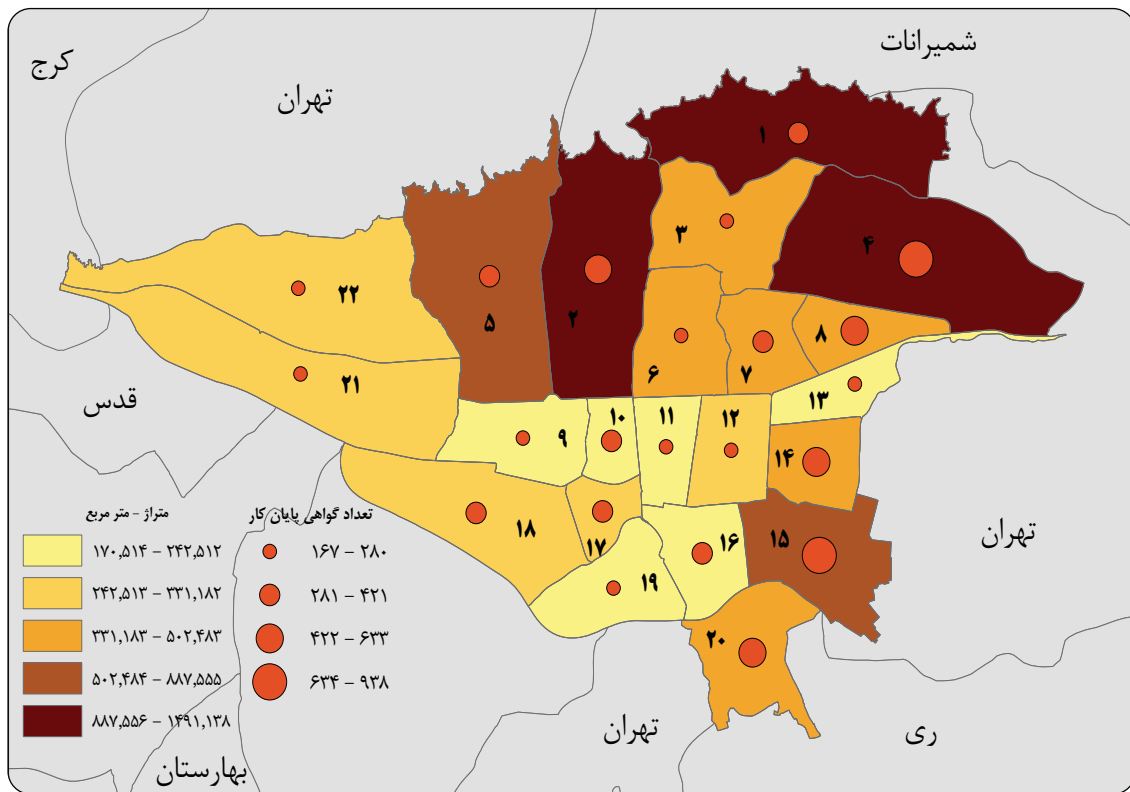 شمیرانات
کرج
تهران
۱
۳
۴
۲۲
۲
۵
۸
۶
۷
۲۱
قدس
۱۳
۱۰
۱۱
۱۲
۹
۱۴
متراژ - متر مربع
۱۷۰,۵۱۴ - ۲۴۲,۵۱۲
۲۴۲,۵۱۳ - ۳۳۱,۱۸۲
۳۳۱,۱۸۳ - ۵۰۲,۴۸۳
۵۰۲,۴۸۴ - ۸۸۷,۵۵۵
۸۸۷,۵۵۶ - ۱۴۹۱,۱۳۸
تعداد گواهی پایان کار
۱۶۷ - ۲۸۰
۲۸۱ - ۴۲۱
۴۲۲ - ۶۳۳
۶۳۴ - ۹۳۸
۱۸
۱۷
۱۶
۱۵
تهران
۱۹
۲۰
تهران
ری
بهارستان